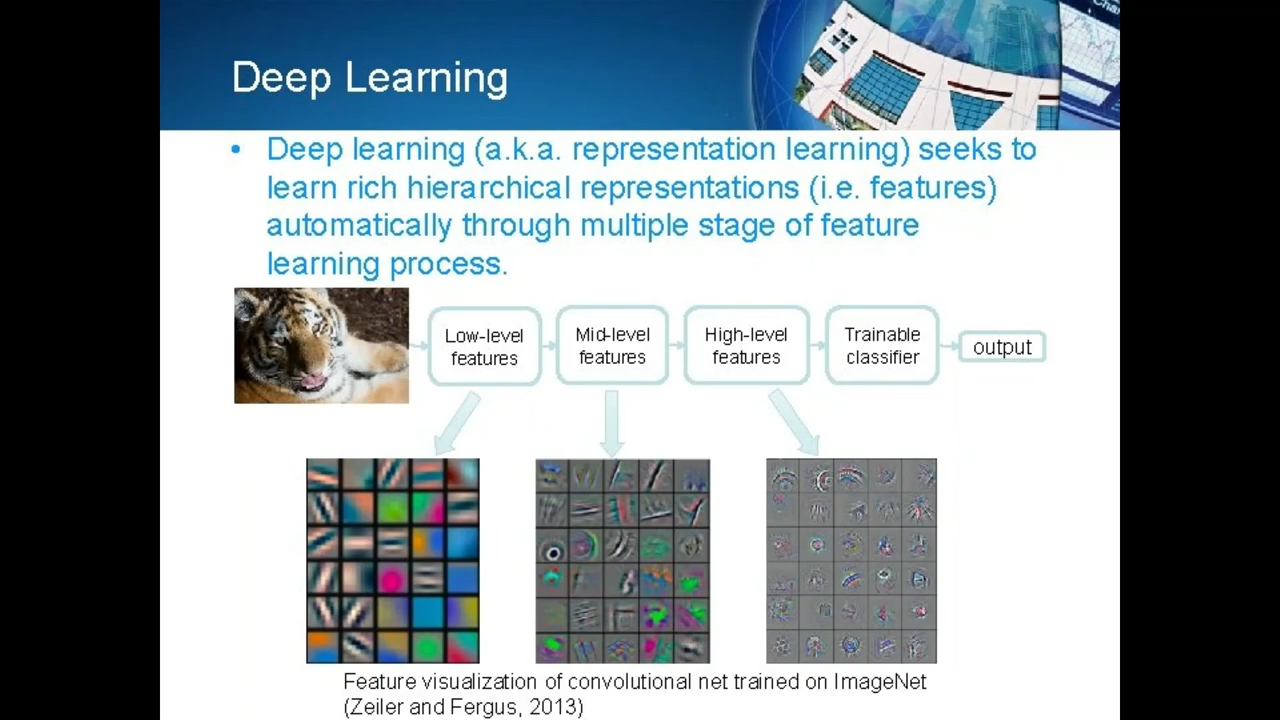 Deep Learning
• Deep learning (a.k.a. representation learning) seeks to
learn rich hierarchical representations (i.e. features)
automatically through multiple stage of feature
learning process.
Low-level
features
Mid-level
features
High-level
features
Trainable
classifier
output
Feature visualization of convolutional net trained on ImageNet
(Zeiler and Fergus, 2013)